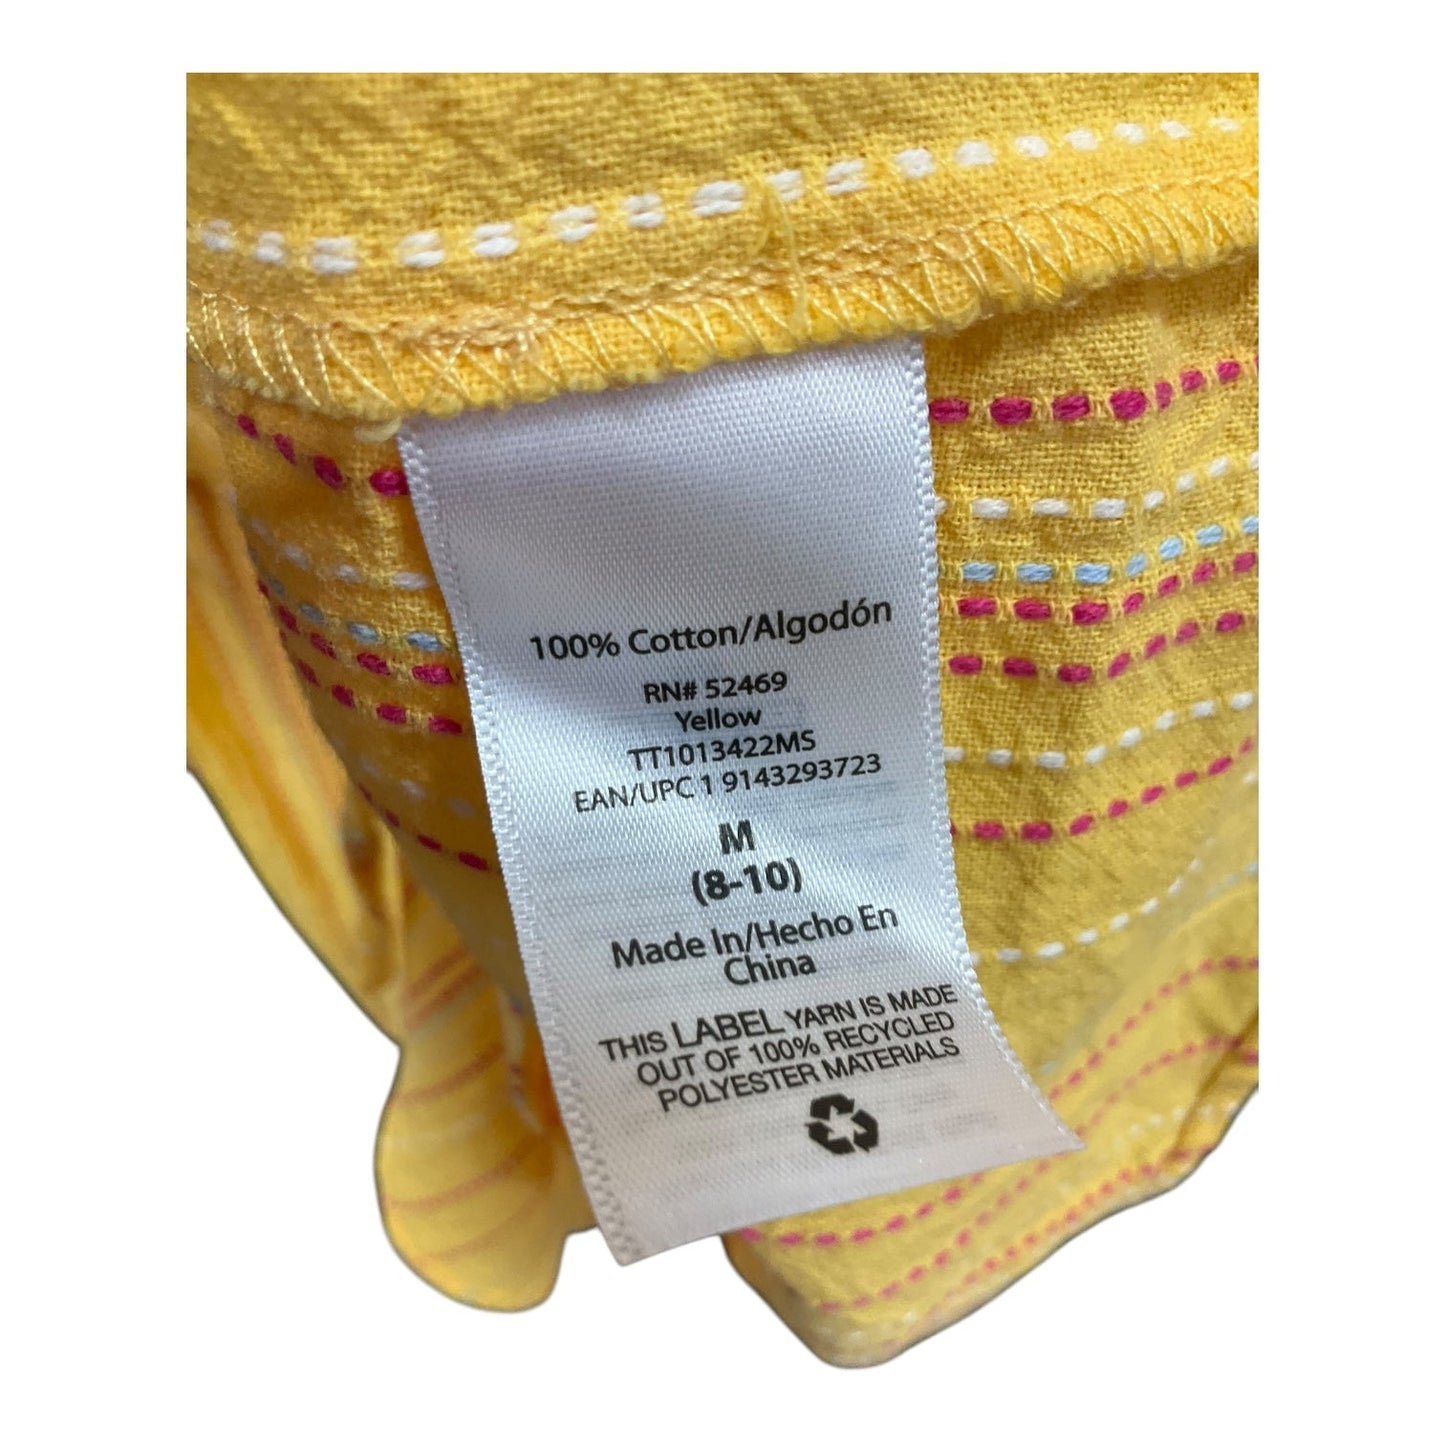 100% Cotton/Algodón
RN# 52469
Yellow
TT1013422MS
EAN/UPC 1 9143293723
M
(8-10)
Made In/Hecho En
China
THIS LABEL YARN IS MADE
OUT OF 100% RECYCLED
POLYESTER MATERIALS